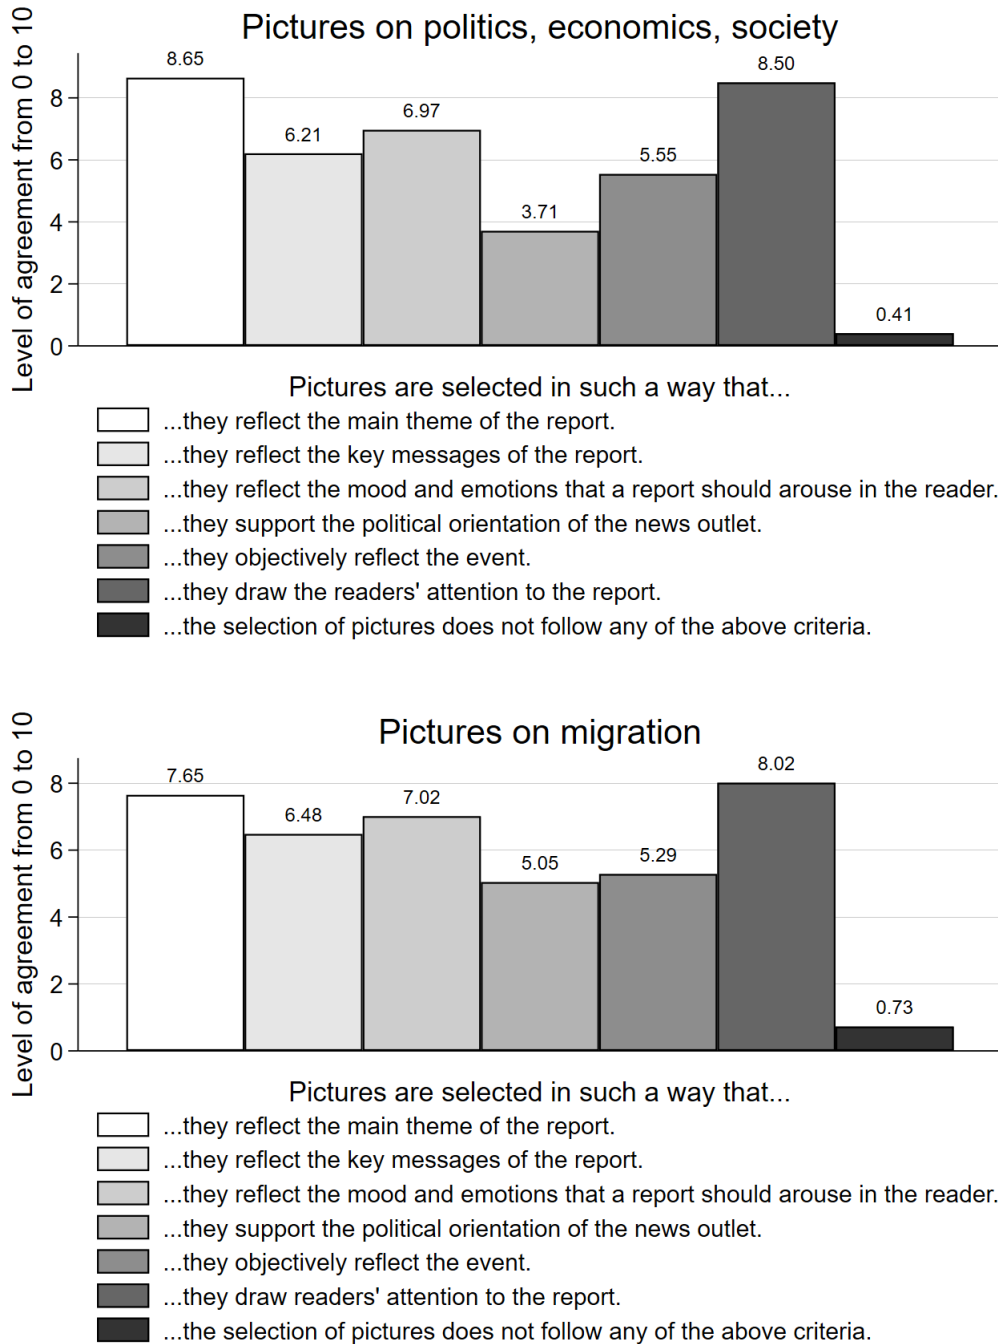 Pictures on politics, economics, society
Level of agreement from 0 to 10
8
6
4
2
0
8.65
6.21
6.97
3.71
5.55
8.50
0.41
Pictures are selected in such a way that...
...they reflect the main theme of the report.
...they reflect the key messages of the report.
...they reflect the mood and emotions that a report should arouse in the reader.
...they support the political orientation of the news outlet.
...they objectively reflect the event.
...they draw the readers' attention to the report.
...the selection of pictures does not follow any of the above criteria.
Pictures on migration
Level of agreement from 0 to 10
8
6
4
2
0
7.65
6.48
7.02
5.05
5.29
8.02
0.73
Pictures are selected in such a way that...
...they reflect the main theme of the report.
...they reflect the key messages of the report.
...they reflect the mood and emotions that a report should arouse in the reader.
...they support the political orientation of the news outlet.
...they objectively reflect the event.
...they draw readers' attention to the report.
...the selection of pictures does not follow any of the above criteria.